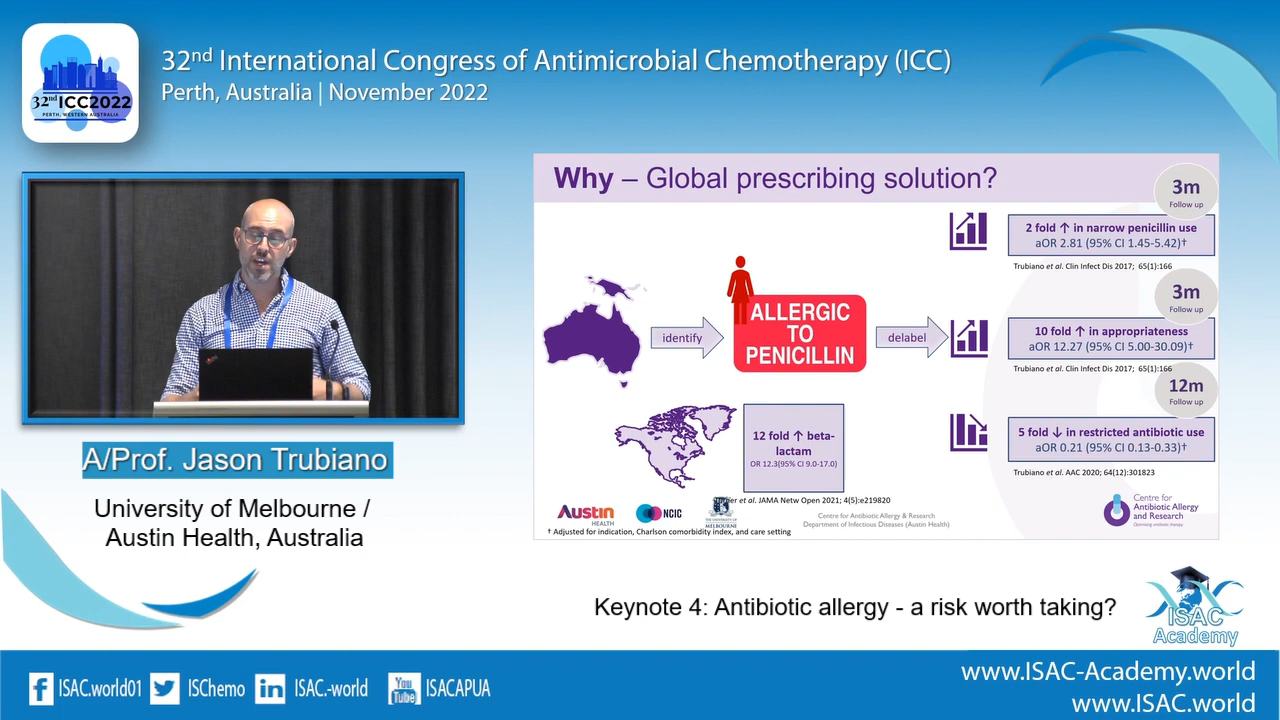 32nd International Congress of Antimicrobial Chemotherapy (ICC)
Perth, Australia | November 2022
32nd ICC2022
PERTH, WESTERN AUSTRALIA
A/Prof. Jason Trubiano
University of Melbourne /
Austin Health, Australia
Why – Global prescribing solution?
identify
ALLERGIC
TO
PENICILLIN
delabel
3m
Follow up
2 fold ↑ in narrow penicillin use
aOR 2.81 (95% CI 1.45-5.42)†
Trubiano et al. Clin Infect Dis 2017; 65(1):166
3m
Follow up
10 fold ↑ in appropriateness
aOR 12.27 (95% CI 5.00-30.09)†
Trubiano et al. Clin Infect Dis 2017; 65(1):166
12m
Follow up
5 fold ↓ in restricted antibiotic use
aOR 0.21 (95% CI 0.13-0.33)†
Trubiano et al. AAC 2020; 64(12):301823
12 fold ↑ beta-
lactam
OR 12.3(95% CI 9.0-17.0)
et al. JAMA Netw Open 2021; 4(5):e219820
Austin
HEALTH
NCIC
MELBOURNE
Centre for Antibiotic Allergy & Research
Department of Infectious Diseases (Austin Health)
Centre for
Antibiotic Allergy
and Research
Optimising antibiotic therapy
† Adjusted for indication, Charlson comorbidity index, and care setting
Keynote 4: Antibiotic allergy - a risk worth taking?
ISAC
Academy
ISAC.world01
ISChemo
ISAC.-world
You
Tube
ISACAPUA
www.ISAC-Academy.world
www.ISAC.world